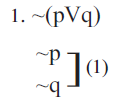 1. ~(pVq)
~p
~q ] (1)